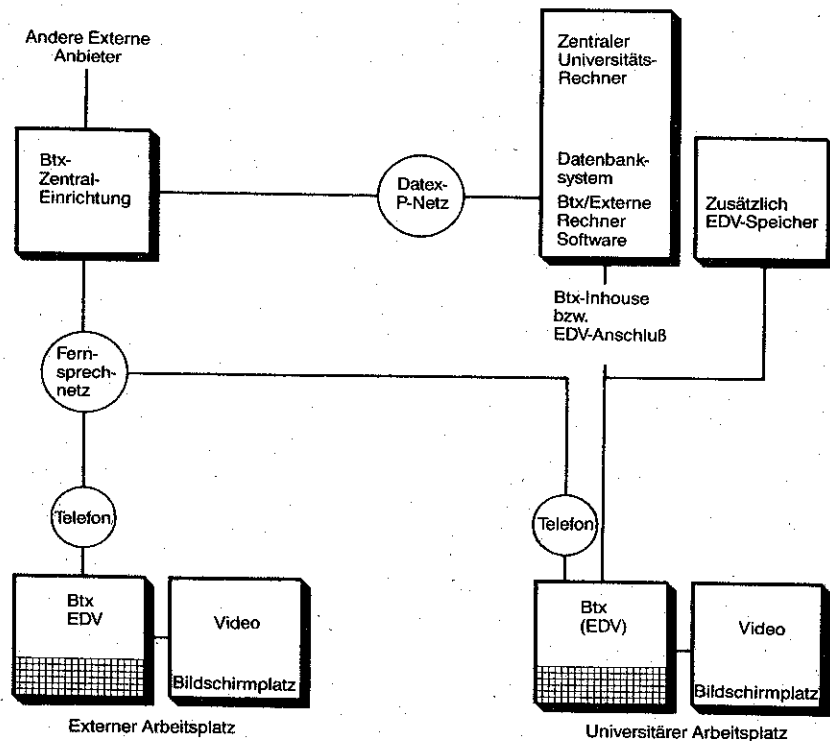 Andere Externe
Anbieter
Btx-
Zentral-
Einrichtung
Datex-
P-Netz
Zentraler
Universitäts-
Rechner
Datenbank-
system
Btx/Externe
Rechner
Software
Zusätzlich
EDV-Speicher
Btx-Inhouse
bzw.
EDV-Anschluß
Fern-
sprech-
netz
Telefon
Telefon
Btx
EDV
Video
Bildschirmplatz
Externer Arbeitsplatz
Btx
(EDV)
Video
Bildschirmplatz
Universitärer Arbeitsplatz